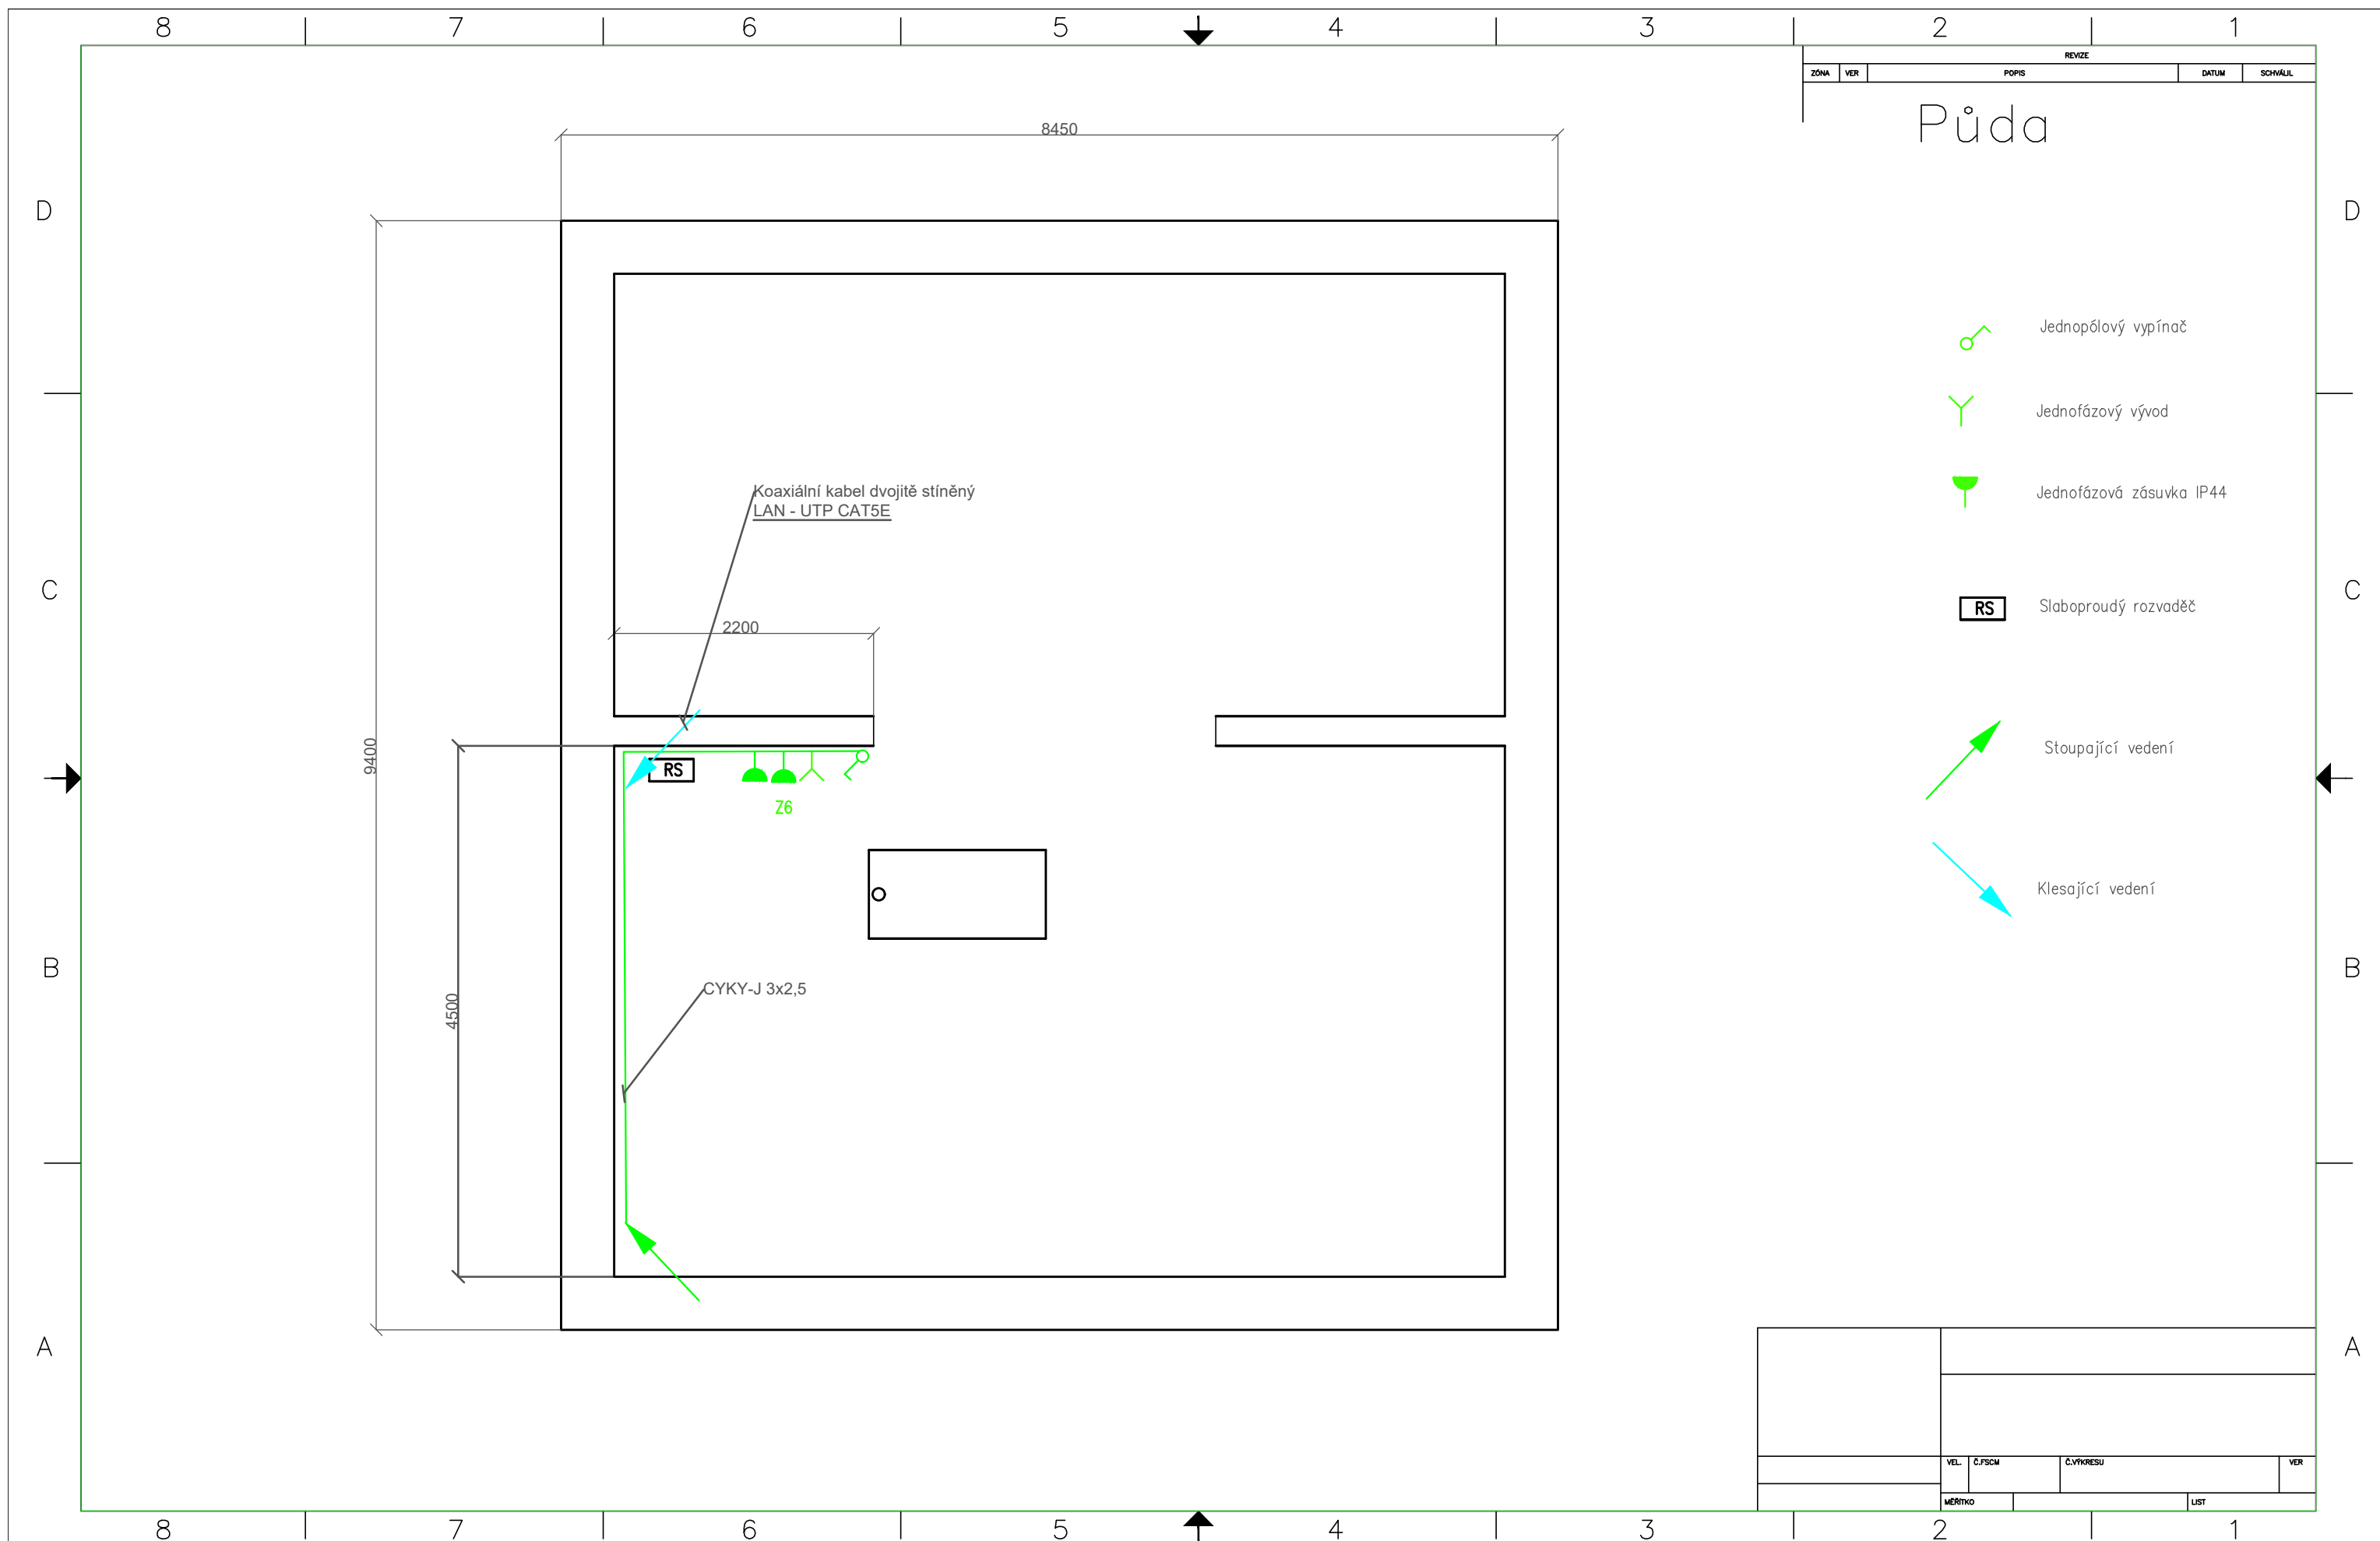 8 7 6 5 4 3 2 1
REVIZE
ZÓNA VER POPIS DATUM SCHVÁLIL
Půda
8450
D D
Jednopólový vypínač
Jednofázový vývod
Koaxiální kabel dvojitě stíněný
LAN - UTP CAT5E
Jednofázová zásuvka IP44
C C
RS Slaboproudý rozvaděč
2200
9400
Stoupající vedení
RS
Z6
Klesající vedení
B B
CYKY-J 3x2,5
4500
A A
VEL. Č.FSCM Č.VÝKRESU VER
MĚŘÍTKO LIST
8 7 6 5 4 3 2 1